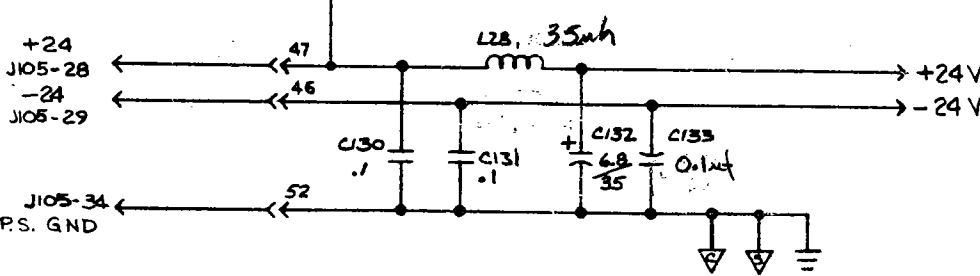 +24
J105-28
47
L28, 35uh
+24V
-24
J105-29
46
-24V
C130
.1
C131
.1
+
C132
6.8
35
C133
0.1uf
J105-34
P.S. GND
52